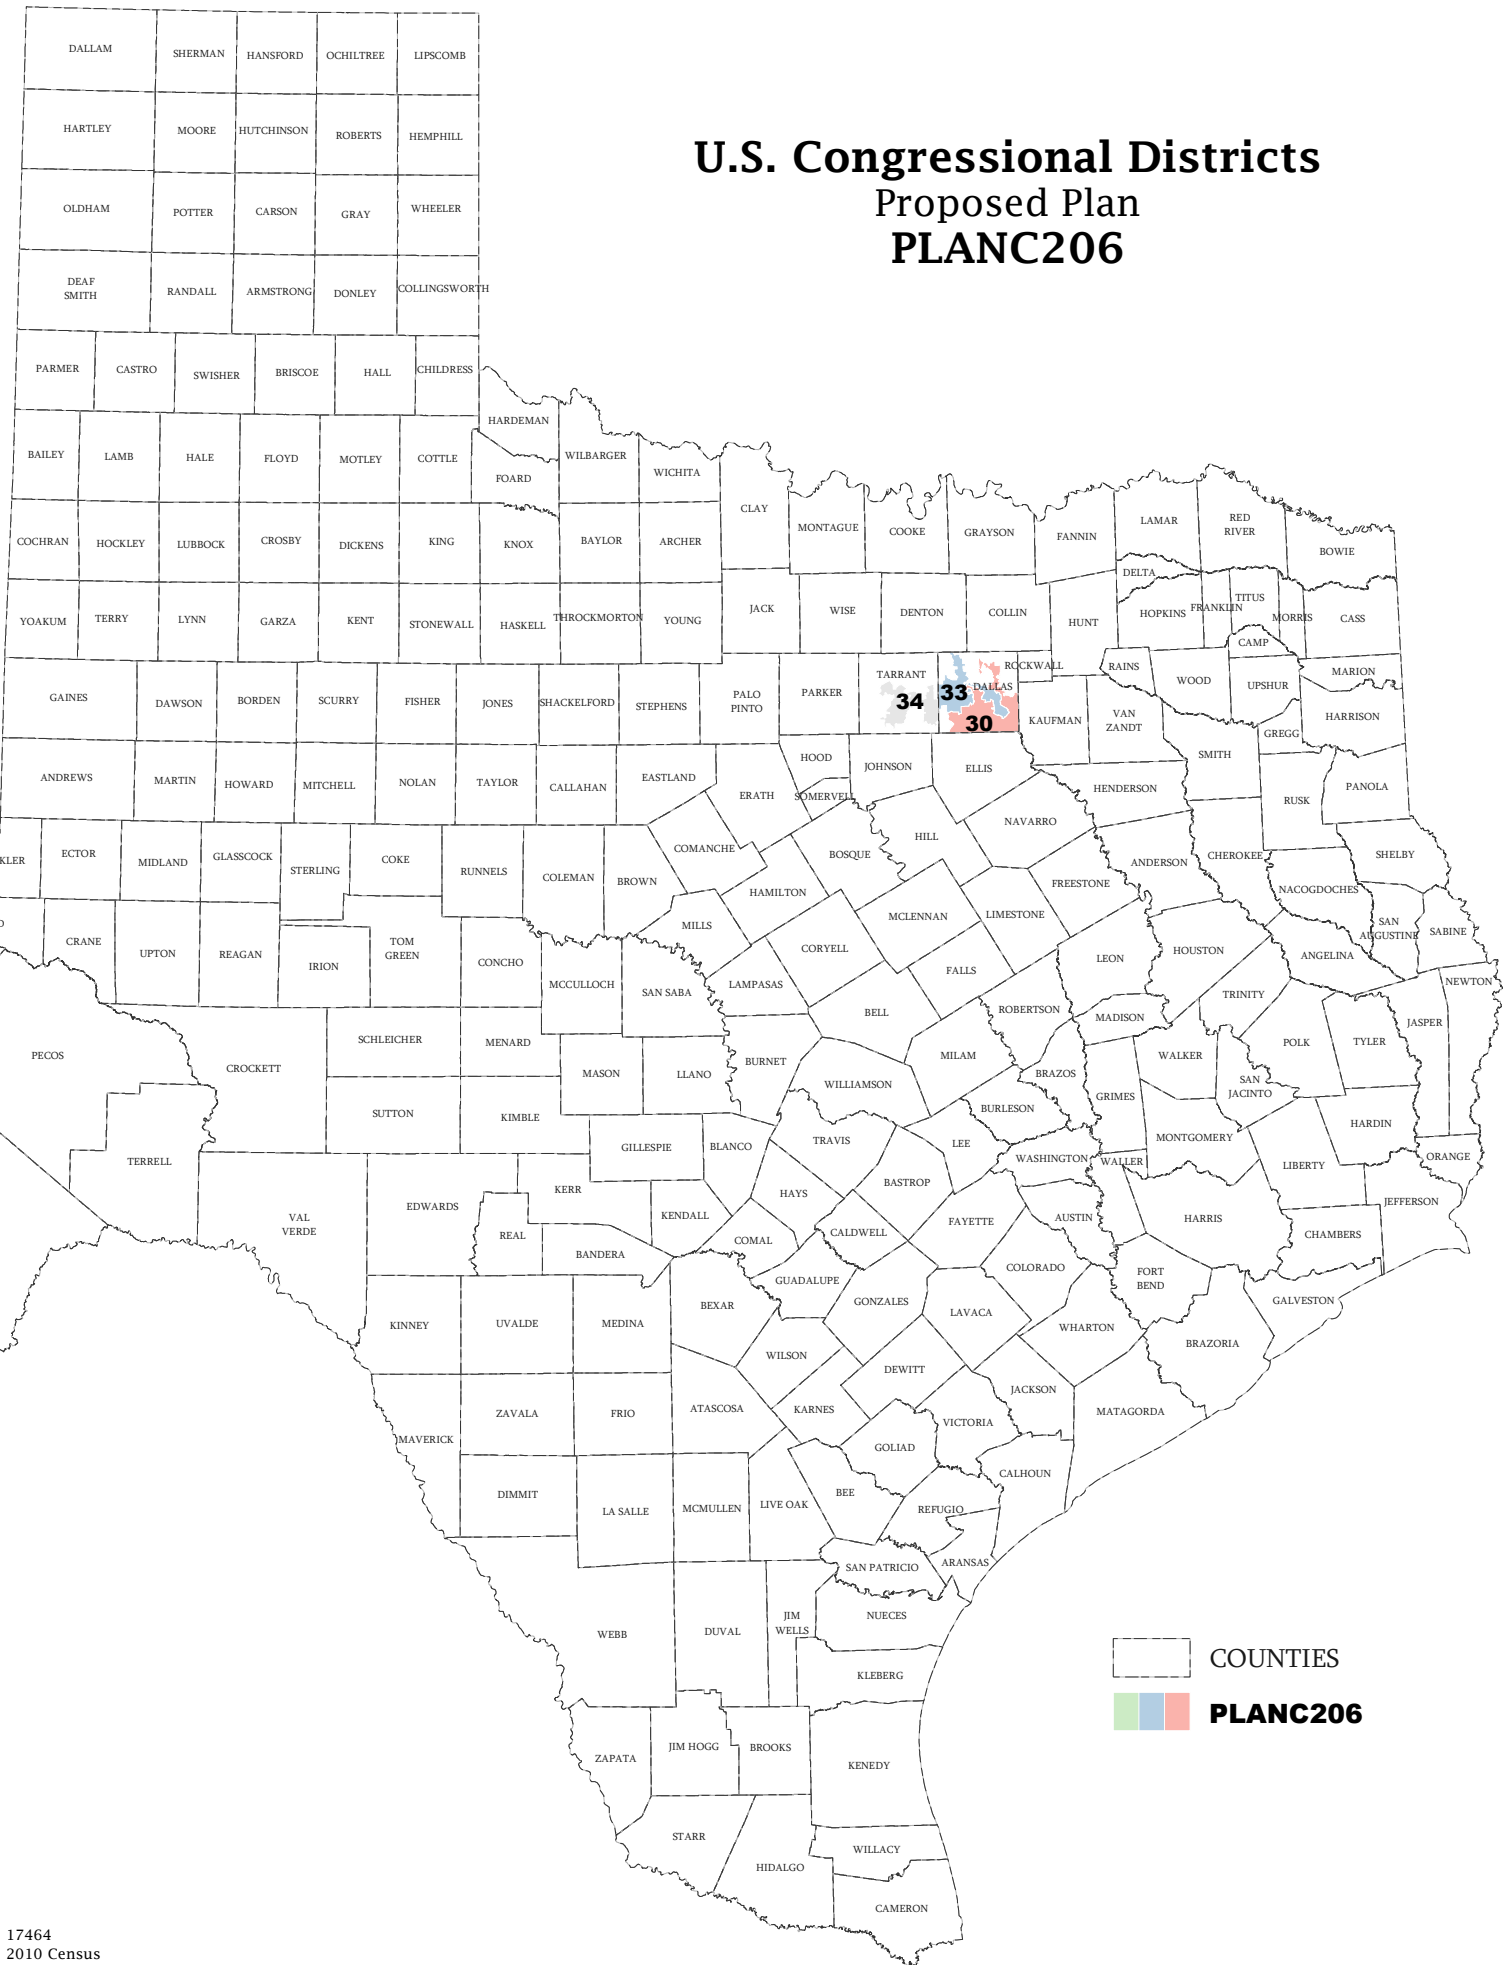 U.S. Congressional Districts
Proposed Plan
PLANC206
DALLAM
SHERMAN
HANSFORD
OCHILTREE
LIPSCOMB
HARTLEY
MOORE
HUTCHINSON
ROBERTS
HEMPHILL
OLDHAM
POTTER
CARSON
GRAY
WHEELER
DEAF
SMITH
RANDALL
ARMSTRONG
DONLEY
COLLINGSWORTH
PARMER
CASTRO
SWISHER
BRISCOE
HALL
CHILDRESS
HARDEMAN
BAILEY
LAMB
HALE
FLOYD
MOTLEY
COTTLE
FOARD
WILBARGER
WICHITA
CLAY
MONTAGUE
COOKE
GRAYSON
FANNIN
LAMAR
RED
RIVER
BOWIE
COCHRAN
HOCKLEY
LUBBOCK
CROSBY
DICKENS
KING
KNOX
BAYLOR
ARCHER
DELTA
YOAKUM
TERRY
LYNN
GARZA
KENT
STONEWALL
HASKELL
THROCKMORTON
YOUNG
JACK
WISE
DENTON
COLLIN
HUNT
HOPKINS
FRANKLIN
TITUS
MORRIS
CASS
CAMP
GAINES
DAWSON
BORDEN
SCURRY
FISHER
JONES
SHACKELFORD
STEPHENS
PALO
PINTO
PARKER
TARRANT
34
33
DALLAS
30
ROCKWALL
RAINS
WOOD
UPSHUR
MARION
HARRISON
GREGG
KAUFMAN
VAN
ZANDT
SMITH
ANDREWS
MARTIN
HOWARD
MITCHELL
NOLAN
TAYLOR
CALLAHAN
EASTLAND
ERATH
HOOD
SOMERVELL
JOHNSON
ELLIS
HENDERSON
RUSK
PANOLA
KLER
ECTOR
MIDLAND
GLASSCOCK
STERLING
COKE
RUNNELS
COLEMAN
BROWN
COMANCHE
HAMILTON
BOSQUE
HILL
NAVARRO
ANDERSON
CHEROKEE
SHELBY
NACOGDOCHES
FREESTONE
LIMESTONE
MCLENNAN
MILLS
CORYELL
CRANE
UPTON
REAGAN
IRION
TOM
GREEN
CONCHO
MCCULLOCH
SAN SABA
LAMPASAS
BELL
FALLS
LEON
HOUSTON
ANGELINA
SAN
AUGUSTINE
SABINE
NEWTON
TRINITY
ROBERTSON
MADISON
PECOS
CROCKETT
SCHLEICHER
MENARD
MASON
LLANO
BURNET
WILLIAMSON
MILAM
BRAZOS
WALKER
POLK
TYLER
JASPER
SAN
JACINTO
GRIMES
SUTTON
KIMBLE
GILLESPIE
BLANCO
TRAVIS
LEE
BURLESON
WASHINGTON
WALLER
MONTGOMERY
HARDIN
LIBERTY
ORANGE
JEFFERSON
TERRELL
VAL
VERDE
EDWARDS
REAL
KERR
BANDERA
KENDALL
COMAL
HAYS
CALDWELL
BASTROP
FAYETTE
AUSTIN
HARRIS
CHAMBERS
COLORADO
FORT
BEND
GALVESTON
KINNEY
UVALDE
MEDINA
BEXAR
GUADALUPE
GONZALES
LAVACA
WHARTON
BRAZORIA
WILSON
DEWITT
JACKSON
MATAGORDA
MAVERICK
ZAVALA
FRIO
ATASCOSA
KARNES
GOLIAD
VICTORIA
CALHOUN
DIMMIT
LA SALLE
MCMULLEN
LIVE OAK
BEE
REFUGIO
SAN PATRICIO
ARANSAS
WEBB
DUVAL
JIM
WELLS
NUECES
KLEBERG
COUNTIES
PLANC206
ZAPATA
JIM HOGG
BROOKS
KENEDY
STARR
HIDALGO
WILLACY
CAMERON
17464
2010 Census